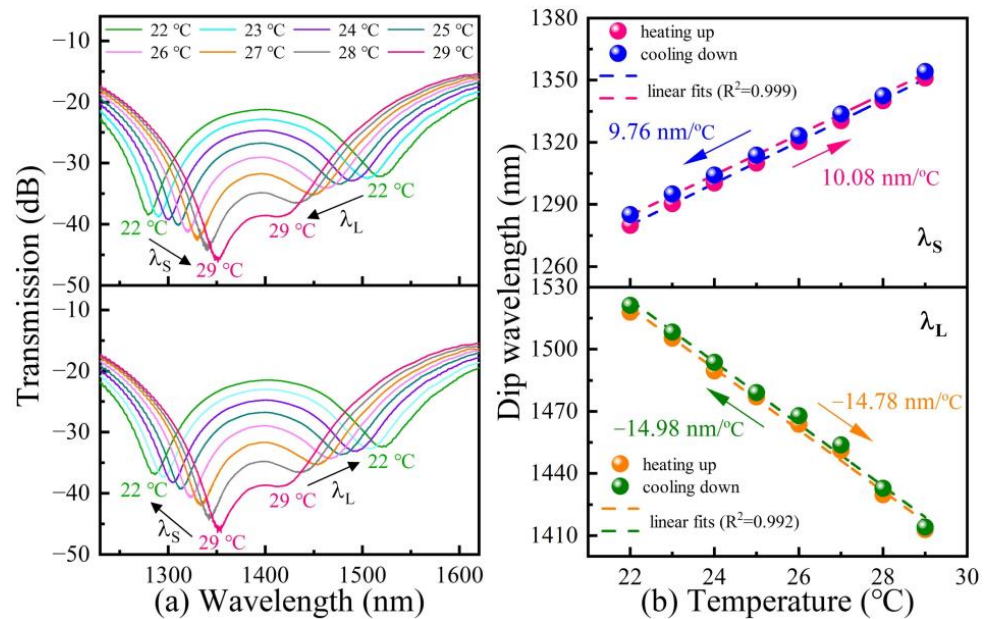 −5
−10
−20
−30
−40
−50
22 ℃ 23 ℃ 24 ℃ 25 ℃
26 ℃ 27 ℃ 28 ℃ 29 ℃
22 ℃
λS
29 ℃
29 ℃
λL
22 ℃
−10
−20
−30
−40
−50
22 ℃
λS
29 ℃
29 ℃
λL
22 ℃
Transmission (dB)
1300 1400 1500 1600
(a) Wavelength (nm)
1380
1350
1320
1290
1260
1530
1500
1470
1440
1410
Dip wavelength (nm)
heating up
cooling down
linear fits (R²=0.999)
9.76 nm/℃
10.08 nm/℃
λS
λL
−14.78 nm/℃
−14.98 nm/℃
heating up
cooling down
linear fits (R²=0.992)
22 24 26 28 30
(b) Temperature (℃)